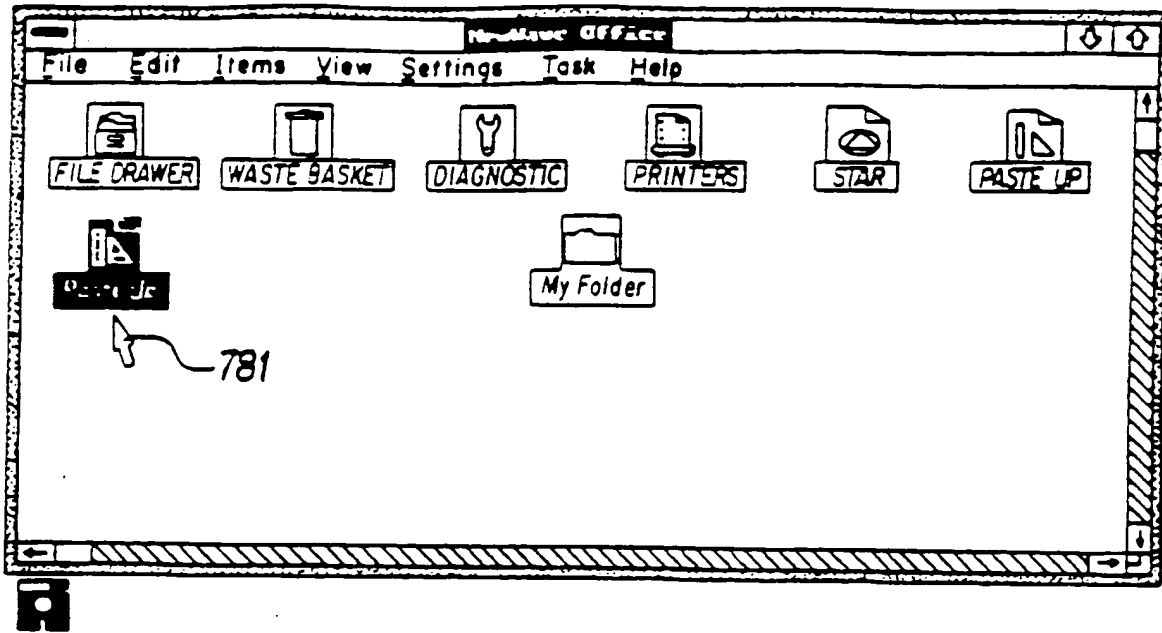 NewWave Office
File Edit Items View Settings Task Help
FILE DRAWER WASTE BASKET DIAGNOSTIC PRINTERS STAR PASTE UP
My Folder
781